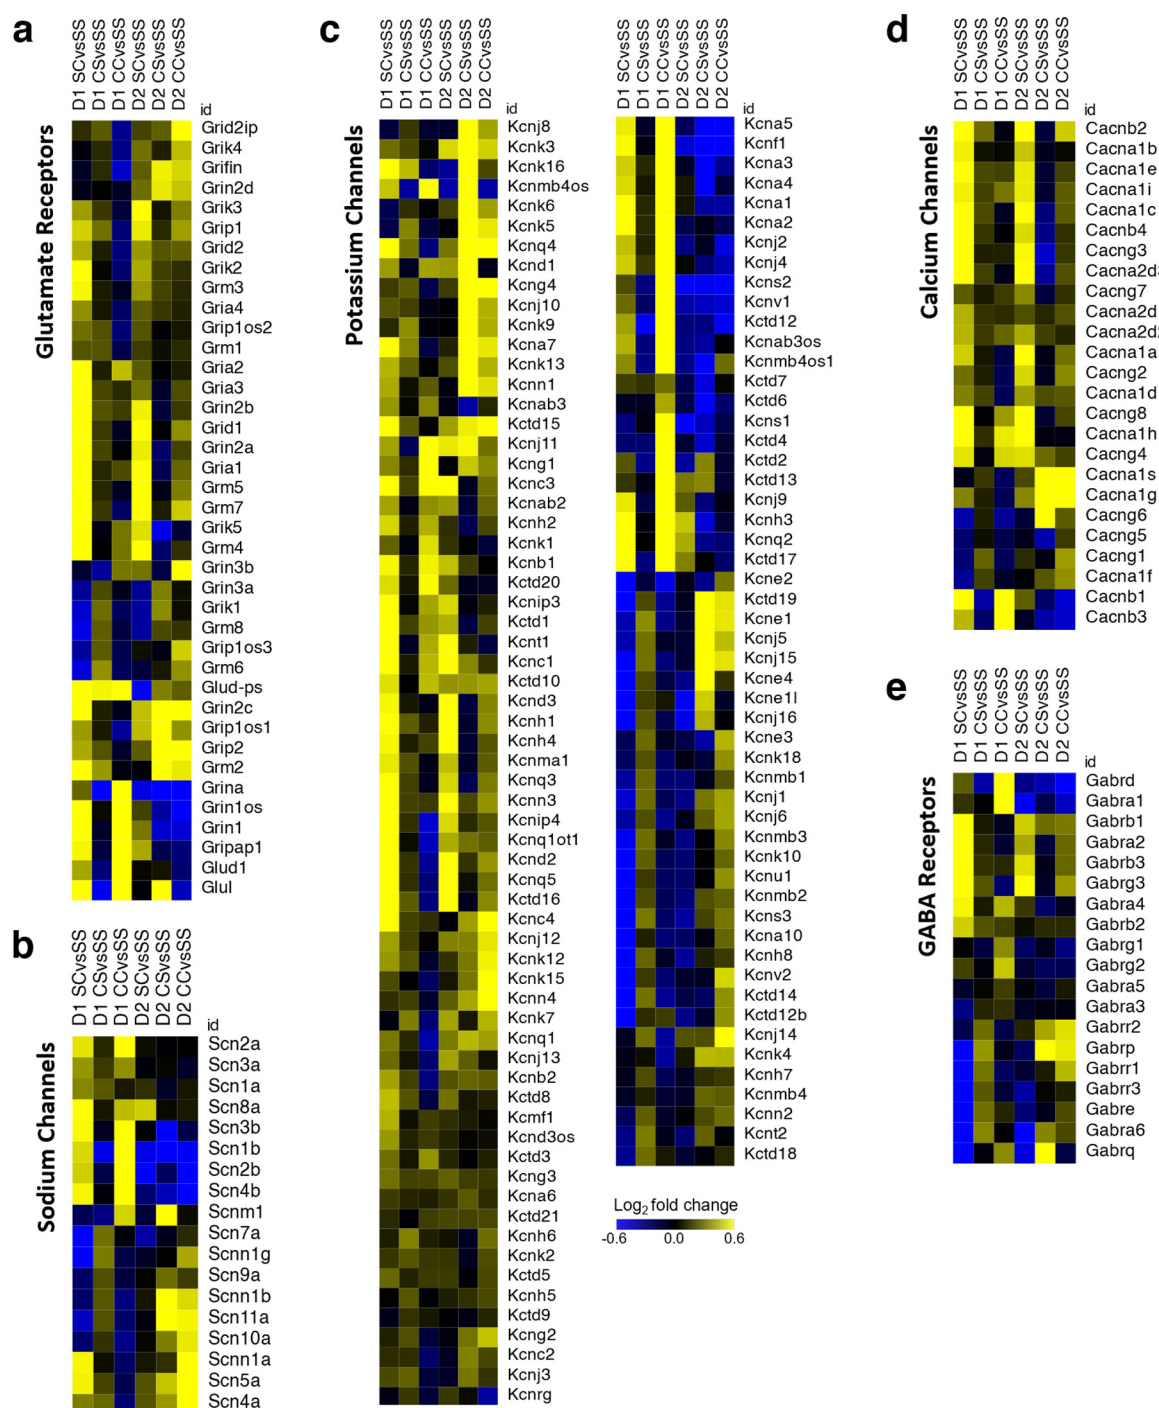 a
Glutamate Receptors
D1 SCvsSS
D1 CSvsSS
D1 CCvsSS
D2 SCvsSS
D2 CSvsSS
D2 CCvsSS
id
Grid2ip
Grik4
Grifin
Grin2d
Grik3
Grip1
Grid2
Grik2
Grm3
Gria4
Grip1os2
Grm1
Gria2
Gria3
Grin2b
Grid1
Grin2a
Gria1
Grm5
Grm7
Grik5
Grm4
Grin3b
Grin3a
Grik1
Grm8
Grip1os3
Grm6
Glud-ps
Grin2c
Grip1os1
Grip2
Grm2
Grina
Grin1os
Grin1
Gripap1
Glud1
Glul
b
Sodium Channels
D1 SCvsSS
D1 CSvsSS
D1 CCvsSS
D2 SCvsSS
D2 CSvsSS
D2 CCvsSS
id
Scn2a
Scn3a
Scn1a
Scn8a
Scn3b
Scn1b
Scn2b
Scn4b
Scnm1
Scn7a
Scnn1g
Scn9a
Scnn1b
Scn11a
Scn10a
Scnn1a
Scn5a
Scn4a
c
Potassium Channels
D1 SCvsSS
D1 CSvsSS
D1 CCvsSS
D2 SCvsSS
D2 CSvsSS
D2 CCvsSS
id
Kcnj8
Kcnk3
Kcnk16
Kcnmb4os
Kcnk6
Kcnk5
Kcnq4
Kcnd1
Kcng4
Kcnj10
Kcnk9
Kcna7
Kcnk13
Kcnn1
Kcnab3
Kctd15
Kcnj11
Kcng1
Kcnc3
Kcnab2
Kcnh2
Kcnk1
Kcnb1
Kctd20
Kcnip3
Kctd1
Kcnt1
Kcnc1
Kctd10
Kcnd3
Kcnh1
Kcnh4
Kcnma1
Kcnq3
Kcnn3
Kcnip4
Kcnq1ot1
Kcnd2
Kcnq5
Kctd16
Kcnc4
Kcnj12
Kcnk12
Kcnk15
Kcnn4
Kcnk7
Kcnq1
Kcnj13
Kcnb2
Kctd8
Kcmf1
Kcnd3os
Kctd3
Kcng3
Kcna6
Kctd21
Kcnh6
Kcnk2
Kctd5
Kcnh5
Kctd9
Kcng2
Kcnc2
Kcnj3
Kcnrg
D1 SCvsSS
D1 CSvsSS
D1 CCvsSS
D2 SCvsSS
D2 CSvsSS
D2 CCvsSS
id
Kcna5
Kcnf1
Kcna3
Kcna4
Kcna1
Kcna2
Kcnj2
Kcnj4
Kcns2
Kcnv1
Kctd12
Kcnab3os
Kcnmb4os1
Kctd7
Kctd6
Kcns1
Kctd4
Kctd2
Kctd13
Kcnj9
Kcnh3
Kcnq2
Kctd17
Kcne2
Kctd19
Kcne1
Kcnj5
Kcnj15
Kcne4
Kcne1l
Kcnj16
Kcne3
Kcnk18
Kcnmb1
Kcnj1
Kcnj6
Kcnmb3
Kcnk10
Kcnu1
Kcnmb2
Kcns3
Kcna10
Kcnh8
Kcnv2
Kctd14
Kctd12b
Kcnj14
Kcnk4
Kcnh7
Kcnmb4
Kcnn2
Kcnt2
Kctd18
Log2 fold change
-0.6 0.0 0.6
d
Calcium Channels
D1 SCvsSS
D1 CSvsSS
D1 CCvsSS
D2 SCvsSS
D2 CSvsSS
D2 CCvsSS
id
Cacnb2
Cacna1b
Cacna1e
Cacna1i
Cacna1c
Cacnb4
Cacng3
Cacna2d3
Cacng7
Cacna2d
Cacna2d2
Cacna1a
Cacng2
Cacna1d
Cacng8
Cacna1h
Cacng4
Cacna1s
Cacna1g
Cacng6
Cacng5
Cacng1
Cacna1f
Cacnb1
Cacnb3
e
GABA Receptors
D1 SCvsSS
D1 CSvsSS
D1 CCvsSS
D2 SCvsSS
D2 CSvsSS
D2 CCvsSS
id
Gabrd
Gabra1
Gabrb1
Gabra2
Gabrb3
Gabrg3
Gabra4
Gabrb2
Gabrg1
Gabrg2
Gabra5
Gabra3
Gabrr2
Gabrp
Gabrr1
Gabrr3
Gabre
Gabra6
Gabrq